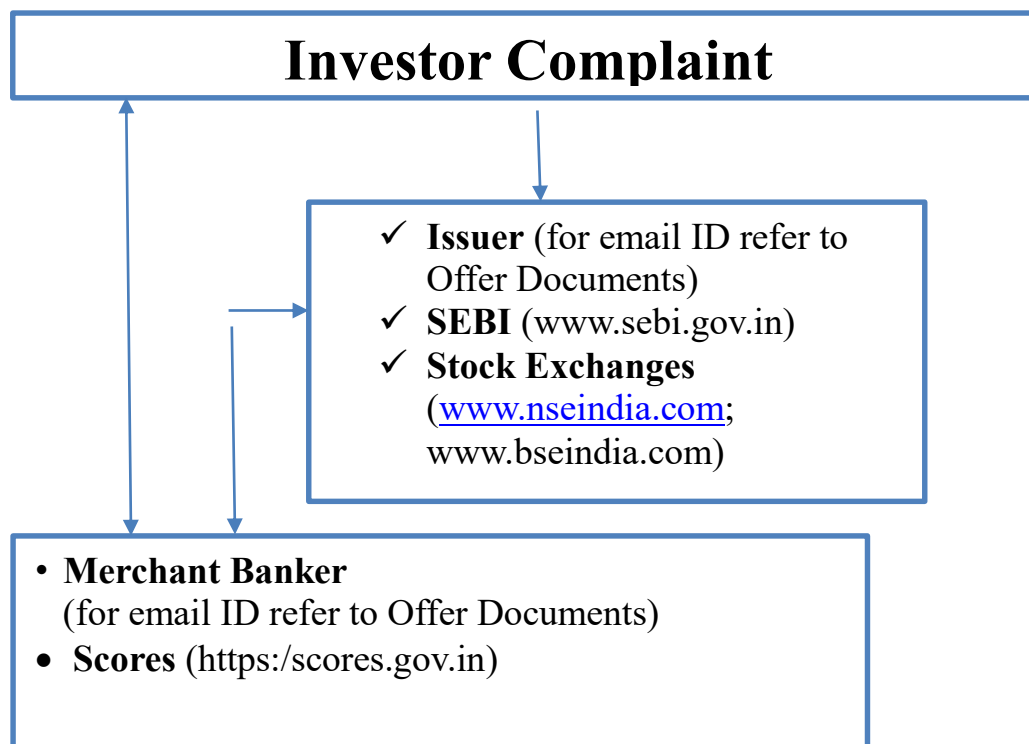 Investor Complaint
✓ Issuer (for email ID refer to
Offer Documents)
✓ SEBI (www.sebi.gov.in)
✓ Stock Exchanges
(www.nseindia.com;
www.bseindia.com)
• Merchant Banker
(for email ID refer to Offer Documents)
• Scores (https:/scores.gov.in)